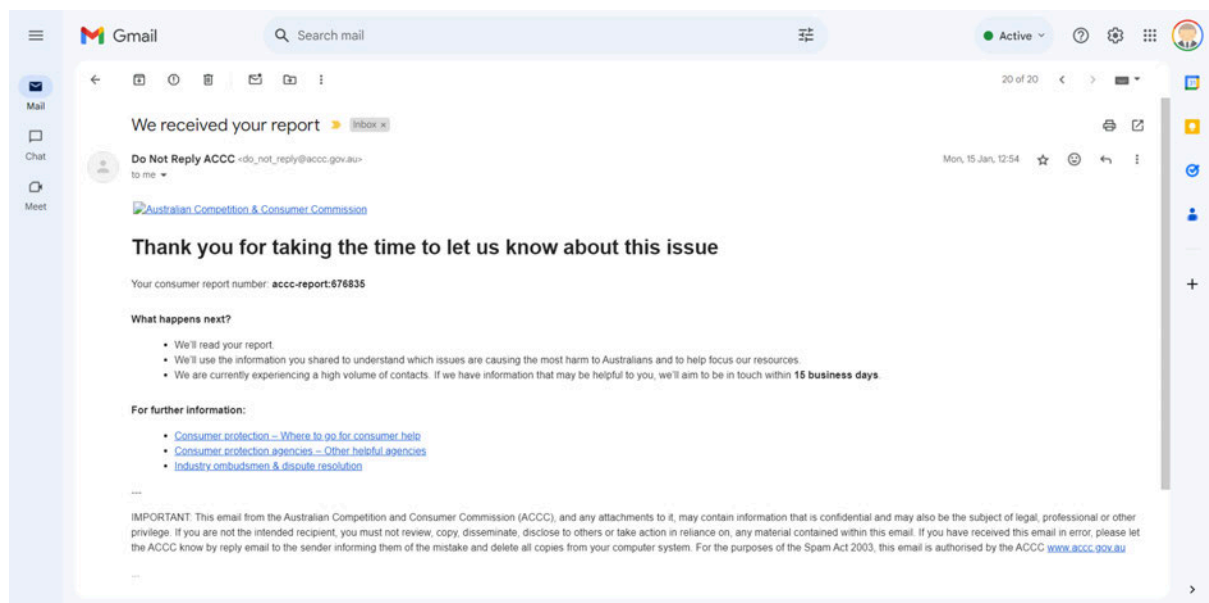 Gmail
Search mail
Active
Mail
Chat
Meet
20 of 20
We received your report Inbox x
Do Not Reply ACCC <do_not_reply@accc.gov.au>
Mon, 15 Jan, 12:54
to me
Australian Competition & Consumer Commission
Thank you for taking the time to let us know about this issue
Your consumer report number: accc-report:676835
What happens next?
• We'll read your report.
• We'll use the information you shared to understand which issues are causing the most harm to Australians and to help focus our resources.
• We are currently experiencing a high volume of contacts. If we have information that may be helpful to you, we'll aim to be in touch within 15 business days.
For further information:
• Consumer protection – Where to go for consumer help
• Consumer protection agencies – Other helpful agencies
• Industry ombudsmen & dispute resolution
---
IMPORTANT: This email from the Australian Competition and Consumer Commission (ACCC), and any attachments to it, may contain information that is confidential and may also be the subject of legal, professional or other
privilege. If you are not the intended recipient, you must not review, copy, disseminate, disclose to others or take action in reliance on, any material contained within this email. If you have received this email in error, please let
the ACCC know by reply email to the sender informing them of the mistake and delete all copies from your computer system. For the purposes of the Spam Act 2003, this email is authorised by the ACCC www.accc.gov.au
...